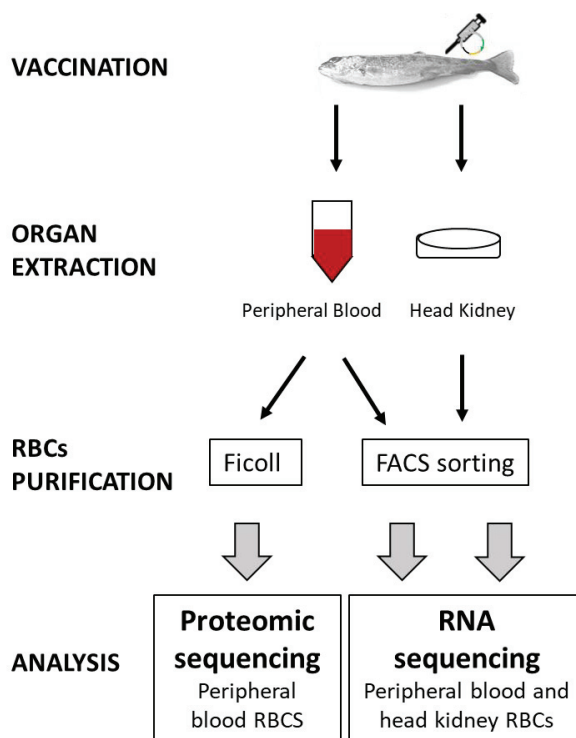 VACCINATION
ORGAN
EXTRACTION
Peripheral Blood
Head Kidney
RBCs
PURIFICATION
Ficoll
FACS sorting
ANALYSIS
Proteomic
sequencing
Peripheral
blood RBCS
RNA
sequencing
Peripheral blood and
head kidney RBCs